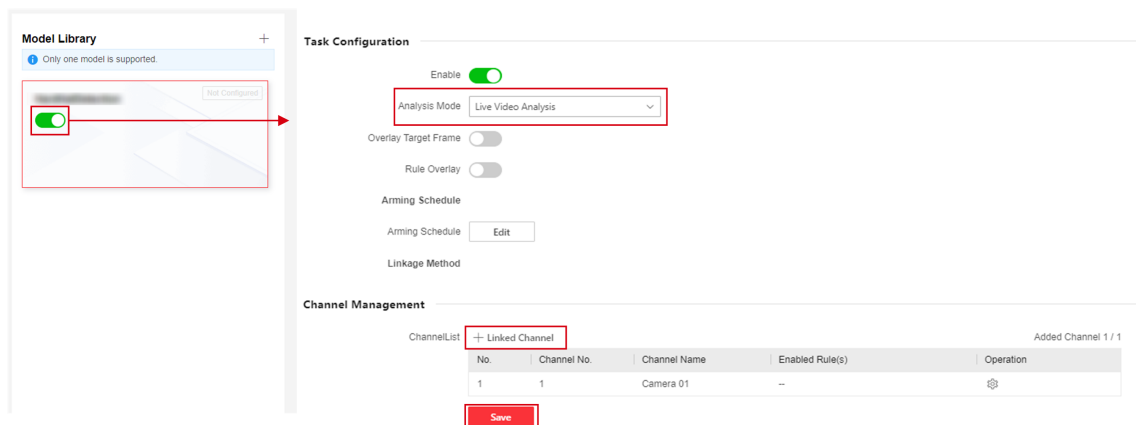 Model Library
Only one model is supported.
Not Configured
Task Configuration
Enable
Analysis Mode Live Video Analysis
Overlay Target Frame
Rule Overlay
Arming Schedule
Arming Schedule Edit
Linkage Method
Channel Management
ChannelList + Linked Channel Added Channel 1 / 1
No. Channel No. Channel Name Enabled Rule(s) Operation
1 1 Camera 01 --
Save